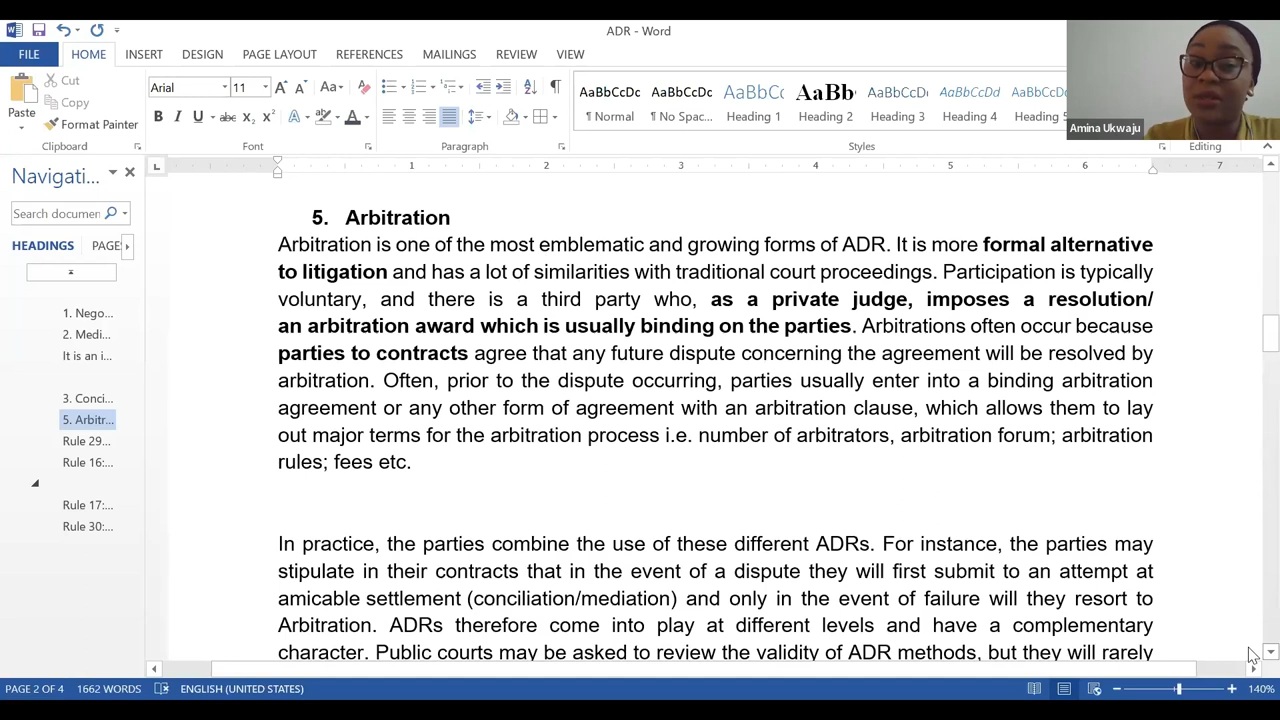 ADR - Word
FILE HOME INSERT DESIGN PAGE LAYOUT REFERENCES MAILINGS REVIEW VIEW
Paste Cut Copy Format Painter
Arial 11
AaBbCcDc AaBbCcDc AaBbCc AaBb AaBbCcDc AaBbCcDd AaBbCcD
¶ Normal ¶ No Spac... Heading 1 Heading 2 Heading 3 Heading 4 Heading 5
Clipboard Font Paragraph Styles Editing
Amina Ukwaju
1 2 3 4 5 6 7
Navigati...
Search documen
HEADINGS PAGES
1. Nego...
2. Medi...
It is an i...
3. Conci...
5. Arbitr...
Rule 29...
Rule 16:...
Rule 17:...
Rule 30:...
5. Arbitration
Arbitration is one of the most emblematic and growing forms of ADR. It is more formal alternative
to litigation and has a lot of similarities with traditional court proceedings. Participation is typically
voluntary, and there is a third party who, as a private judge, imposes a resolution/
an arbitration award which is usually binding on the parties. Arbitrations often occur because
parties to contracts agree that any future dispute concerning the agreement will be resolved by
arbitration. Often, prior to the dispute occurring, parties usually enter into a binding arbitration
agreement or any other form of agreement with an arbitration clause, which allows them to lay
out major terms for the arbitration process i.e. number of arbitrators, arbitration forum; arbitration
rules; fees etc.
In practice, the parties combine the use of these different ADRs. For instance, the parties may
stipulate in their contracts that in the event of a dispute they will first submit to an attempt at
amicable settlement (conciliation/mediation) and only in the event of failure will they resort to
Arbitration. ADRs therefore come into play at different levels and have a complementary
character. Public courts may be asked to review the validity of ADR methods, but they will rarely
PAGE 2 OF 4 1662 WORDS ENGLISH (UNITED STATES) 140%